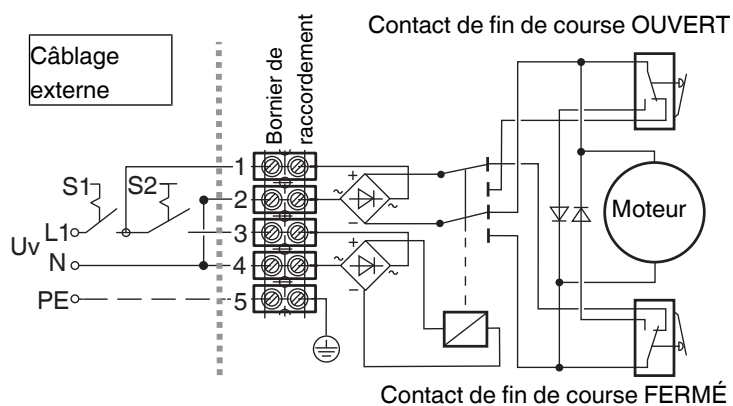 Contact de fin de course OUVERT
Câblage
externe
Bornier de
raccordement
S1
S2
L1
Uv
N
PE
1
2
3
4
5
+
~
~
−
+
~
~
−
Moteur
Contact de fin de course FERMÉ